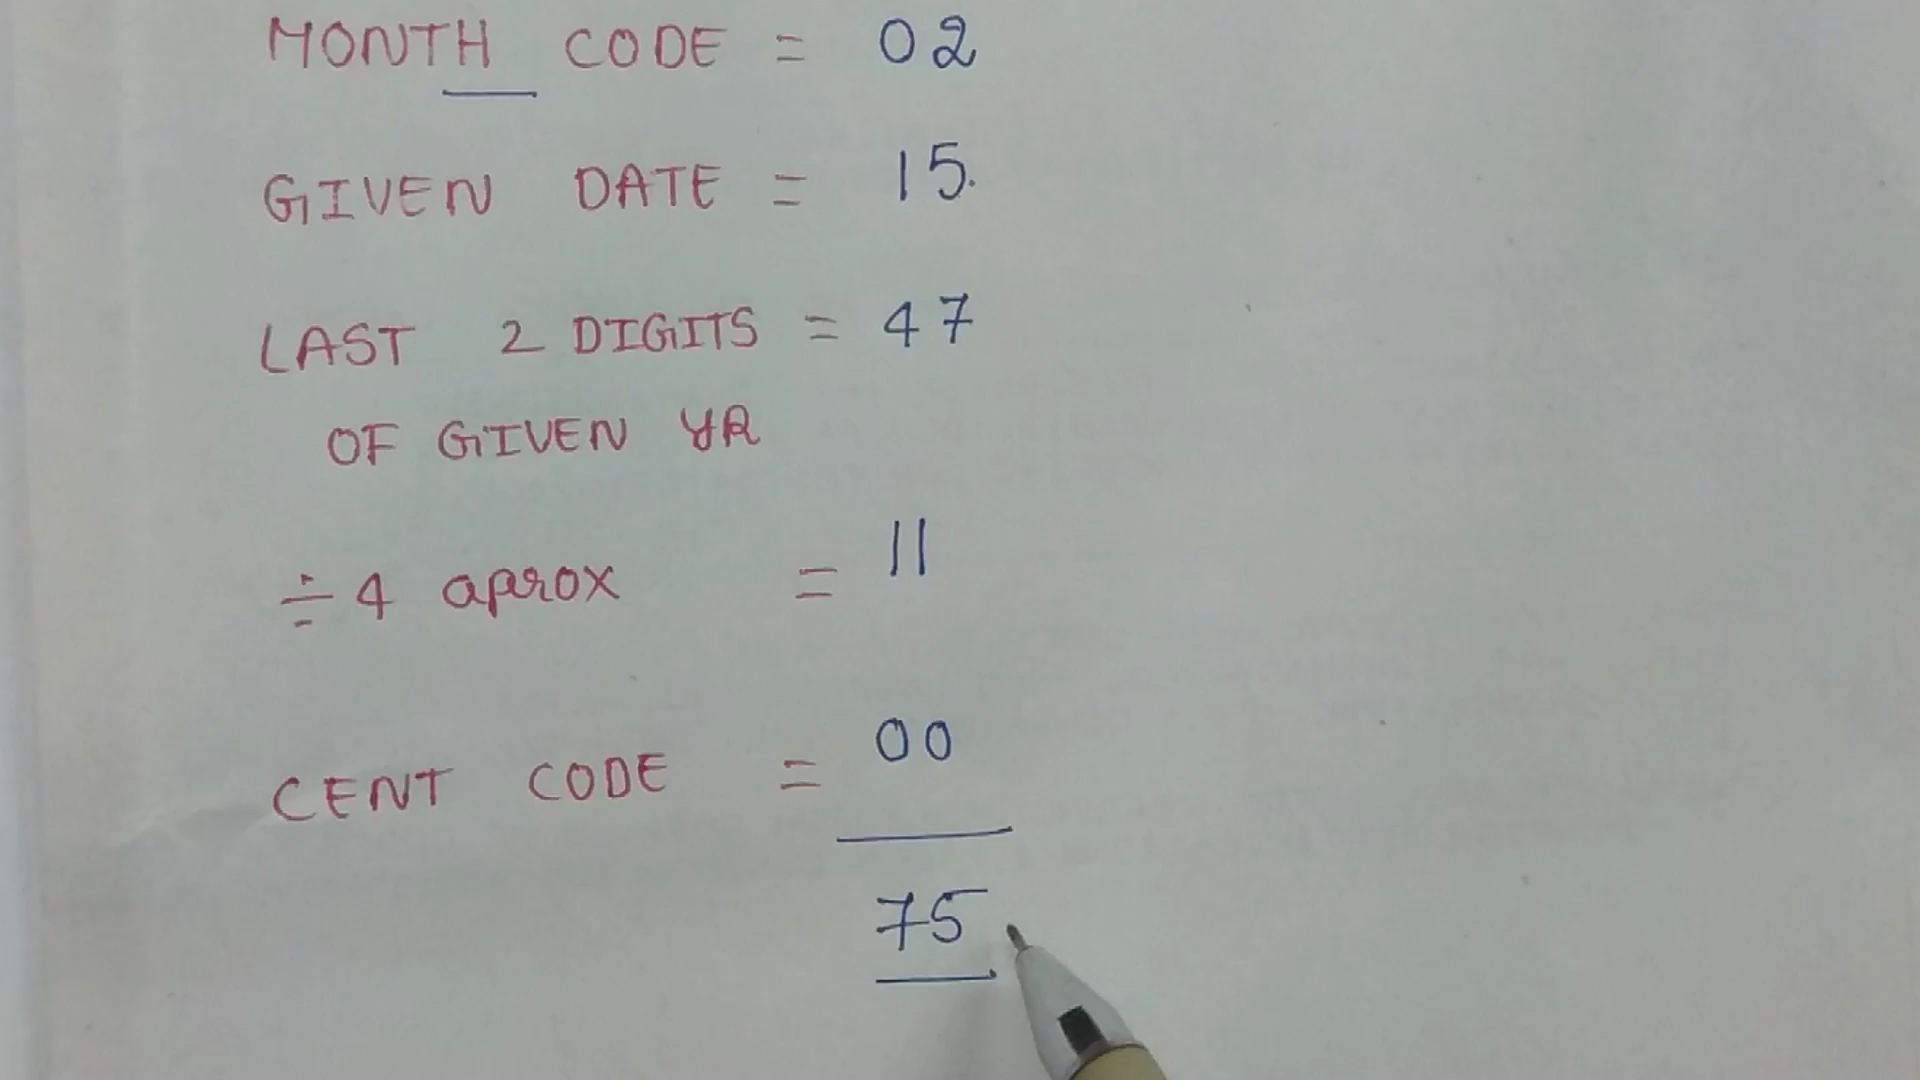 MONTH CODE = 02
GIVEN DATE = 15.
LAST 2 DIGITS = 47
OF GIVEN YR
÷ 4 aprox = 11
CENT CODE = 00
75